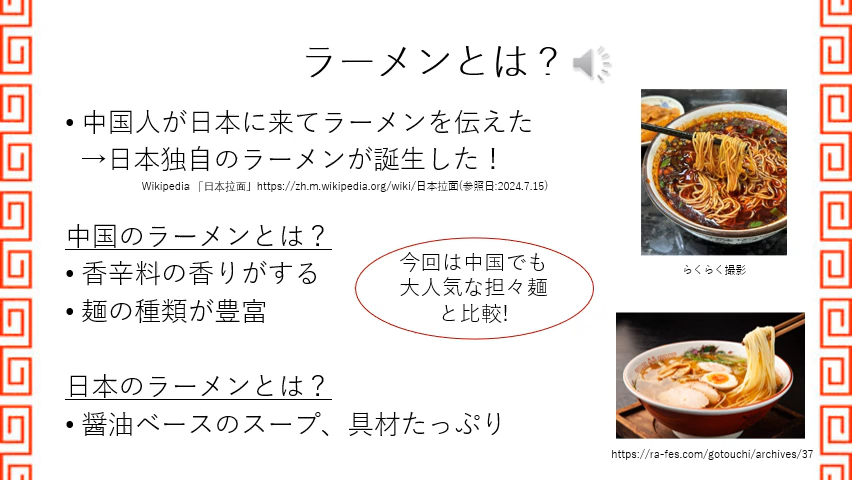 ラーメンとは？
• 中国人が日本に来てラーメンを伝えた
→日本独自のラーメンが誕生した！
Wikipedia 「日本拉面」https://zh.m.wikipedia.org/wiki/日本拉面(参照日:2024.7.15)
中国のラーメンとは？
• 香辛料の香りがする
• 麺の種類が豊富
今回は中国でも
大人気な担々麺
と比較!
日本のラーメンとは？
• 醤油ベースのスープ、具材たっぷり
らくらく撮影
https://ra-fes.com/gotouchi/archives/37